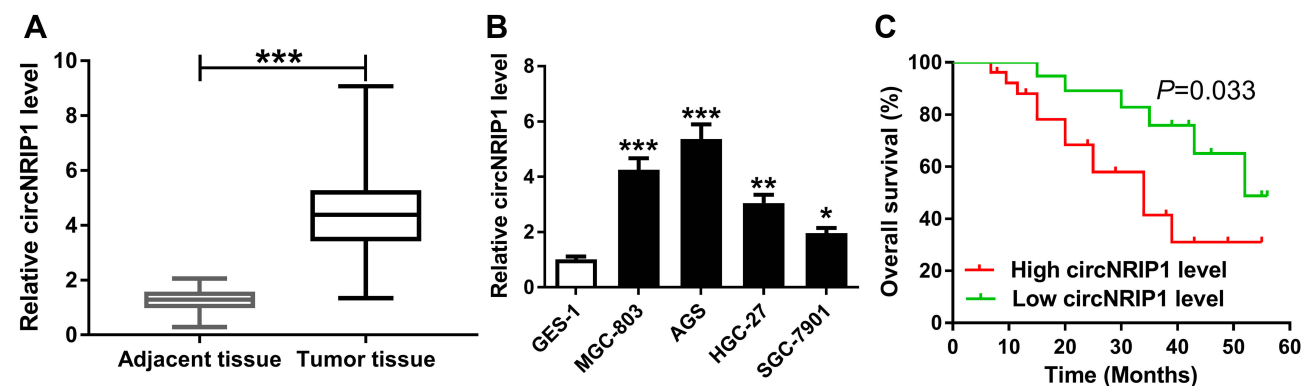 A
Relative circNRIP1 level
10
8
6
4
2
0
***
Adjacent tissue
Tumor tissue
B
Relative circNRIP1 level
8
6
4
2
0
***
***
**
*
GES-1
MGC-803
AGS
HGC-27
SGC-7901
C
Overall survival (%)
100
80
60
40
20
0
P=0.033
High circNRIP1 level
Low circNRIP1 level
0
10
20
30
40
50
60
Time (Months)